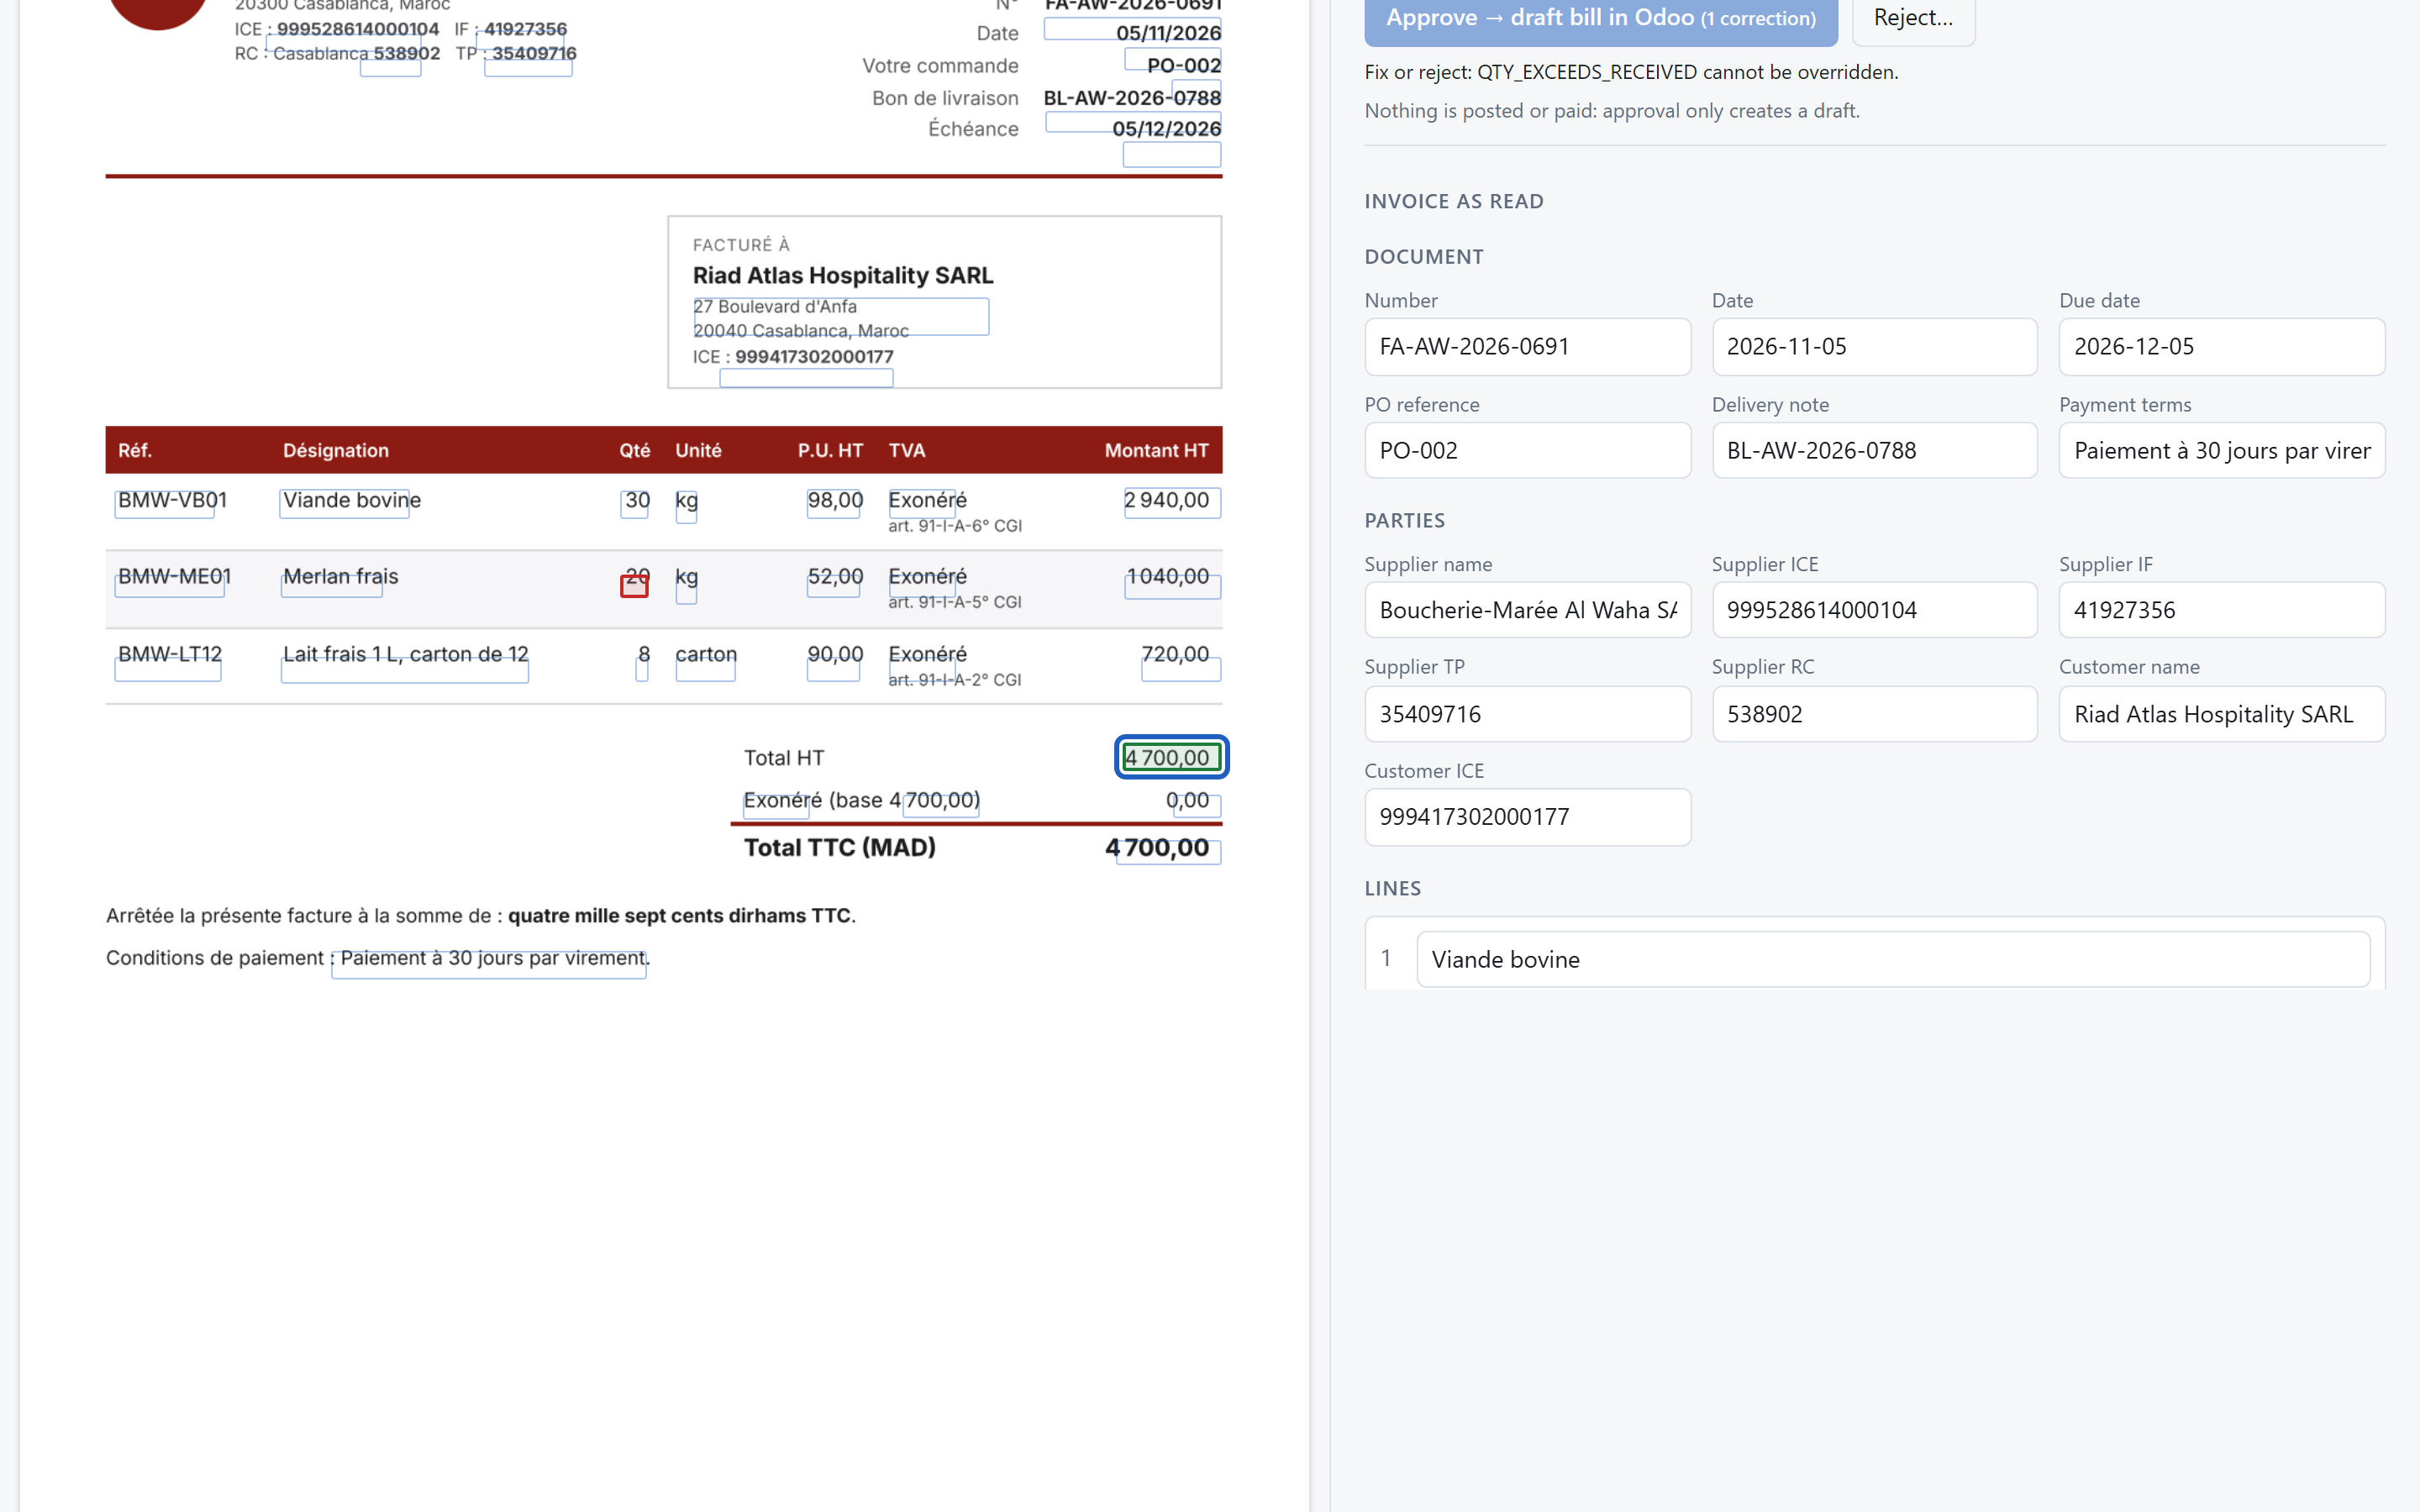 20300 Casablanca, Maroc
ICE : 999528614000104 IF : 41927356
RC : Casablanca 538902 TP : 35409716
N° FA-AW-2026-0691
Date 05/11/2026
Votre commande PO-002
Bon de livraison BL-AW-2026-0788
Échéance 05/12/2026
FACTURÉ À
Riad Atlas Hospitality SARL
27 Boulevard d'Anfa
20040 Casablanca, Maroc
ICE : 999417302000177
Réf. Désignation Qté Unité P.U. HT TVA Montant HT
BMW-VB01 Viande bovine 30 kg 98,00 Exonéré 2 940,00
art. 91-I-A-6° CGI
BMW-ME01 Merlan frais 20 kg 52,00 Exonéré 1 040,00
art. 91-I-A-5° CGI
BMW-LT12 Lait frais 1 L, carton de 12 8 carton 90,00 Exonéré 720,00
art. 91-I-A-2° CGI
Total HT 4 700,00
Exonéré (base 4 700,00) 0,00
Total TTC (MAD) 4 700,00
Arrêtée la présente facture à la somme de : quatre mille sept cents dirhams TTC.
Conditions de paiement : Paiement à 30 jours par virement.
Approve → draft bill in Odoo (1 correction) Reject...
Fix or reject: QTY_EXCEEDS_RECEIVED cannot be overridden.
Nothing is posted or paid: approval only creates a draft.
INVOICE AS READ
DOCUMENT
Number Date Due date
FA-AW-2026-0691 2026-11-05 2026-12-05
PO reference Delivery note Payment terms
PO-002 BL-AW-2026-0788 Paiement à 30 jours par virer
PARTIES
Supplier name Supplier ICE Supplier IF
Boucherie-Marée Al Waha SA 999528614000104 41927356
Supplier TP Supplier RC Customer name
35409716 538902 Riad Atlas Hospitality SARL
Customer ICE
999417302000177
LINES
1 Viande bovine